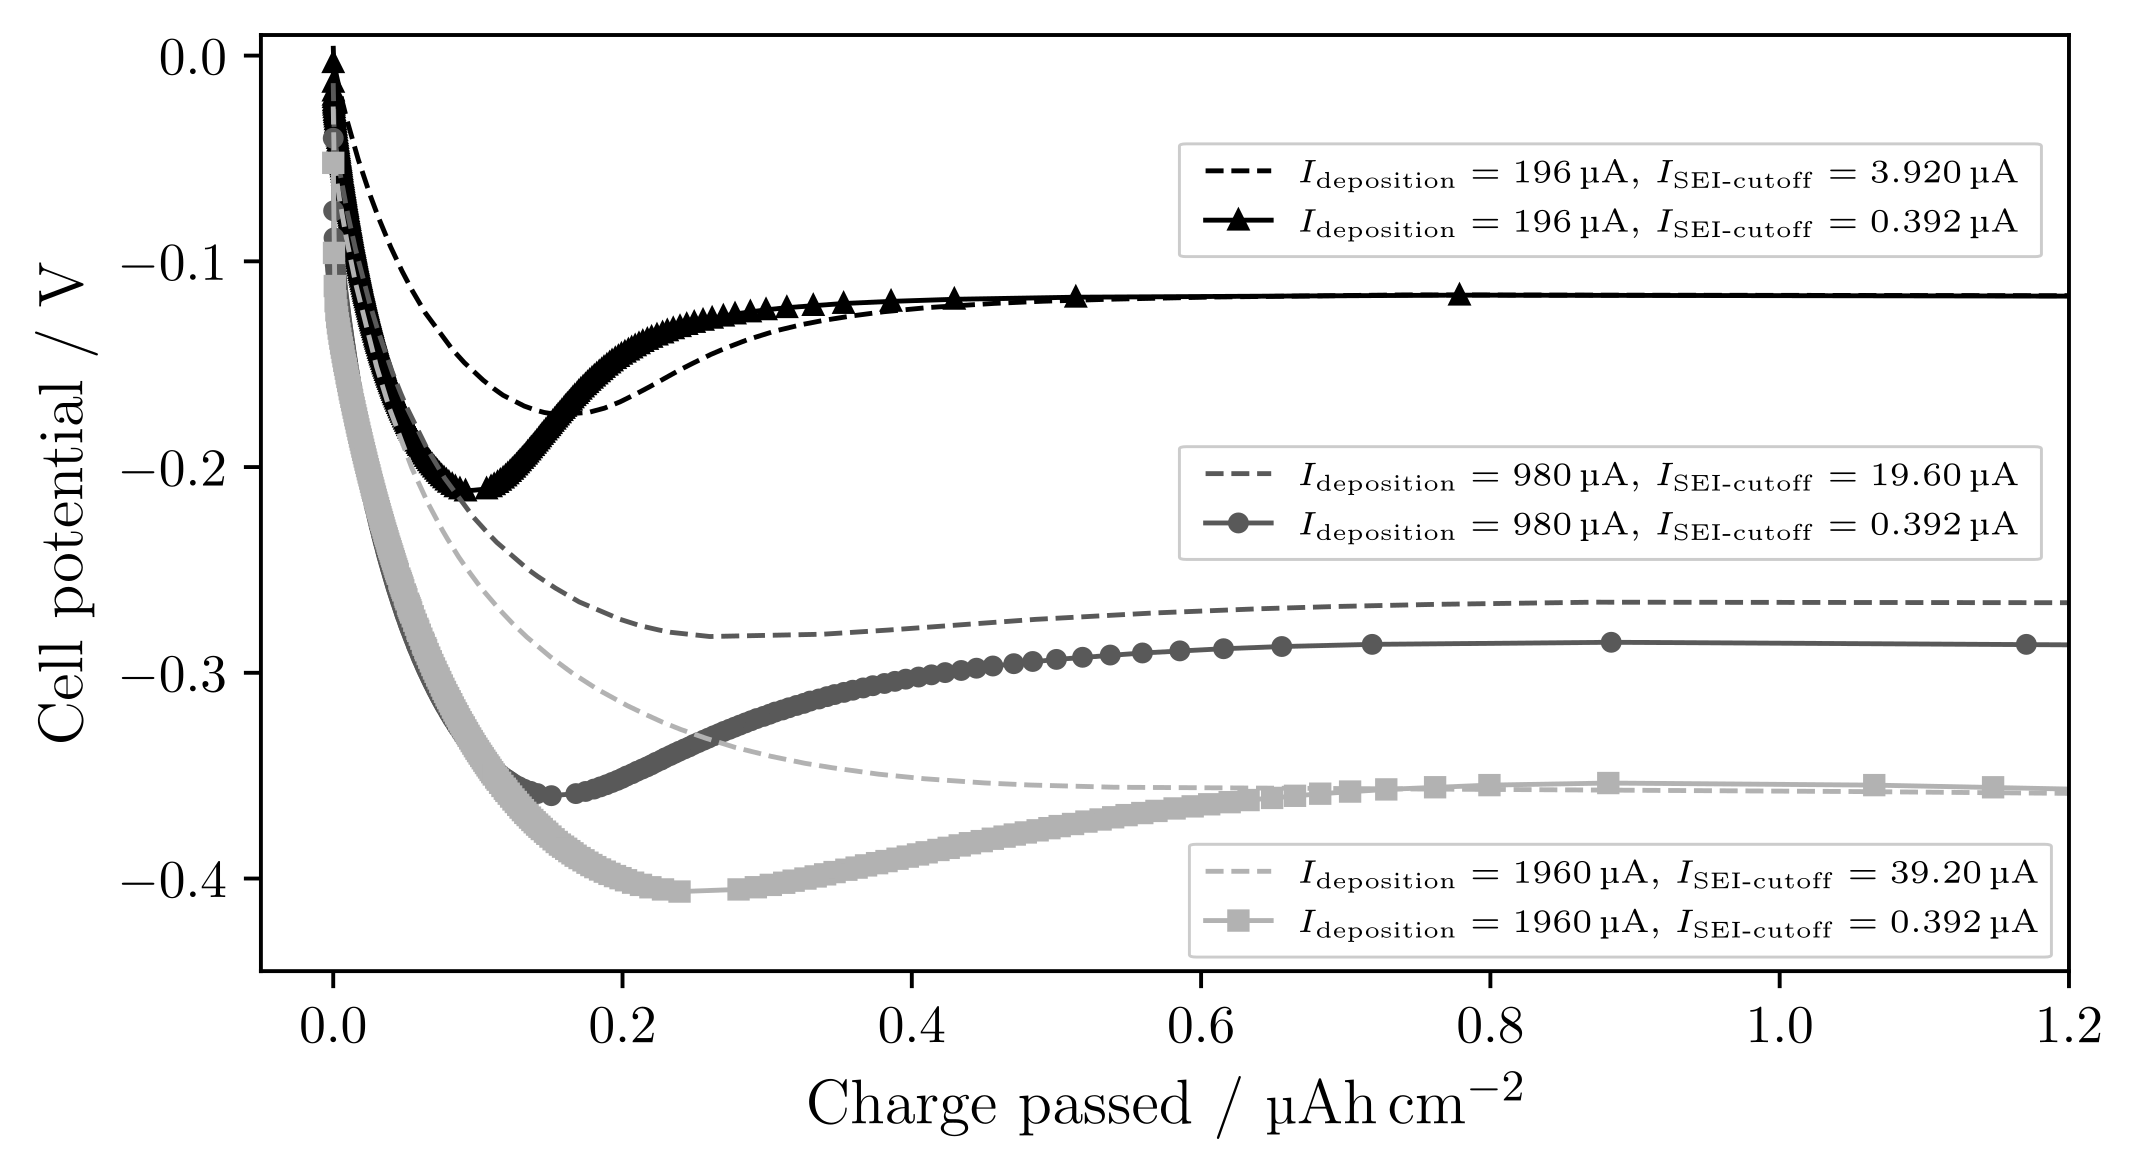 0.0
−0.1
−0.2
−0.3
−0.4
Cell potential / V
I_deposition = 196 µA, I_SEI-cutoff = 3.920 µA
I_deposition = 196 µA, I_SEI-cutoff = 0.392 µA
I_deposition = 980 µA, I_SEI-cutoff = 19.60 µA
I_deposition = 980 µA, I_SEI-cutoff = 0.392 µA
I_deposition = 1960 µA, I_SEI-cutoff = 39.20 µA
I_deposition = 1960 µA, I_SEI-cutoff = 0.392 µA
0.0 0.2 0.4 0.6 0.8 1.0 1.2
Charge passed / µAh cm⁻²